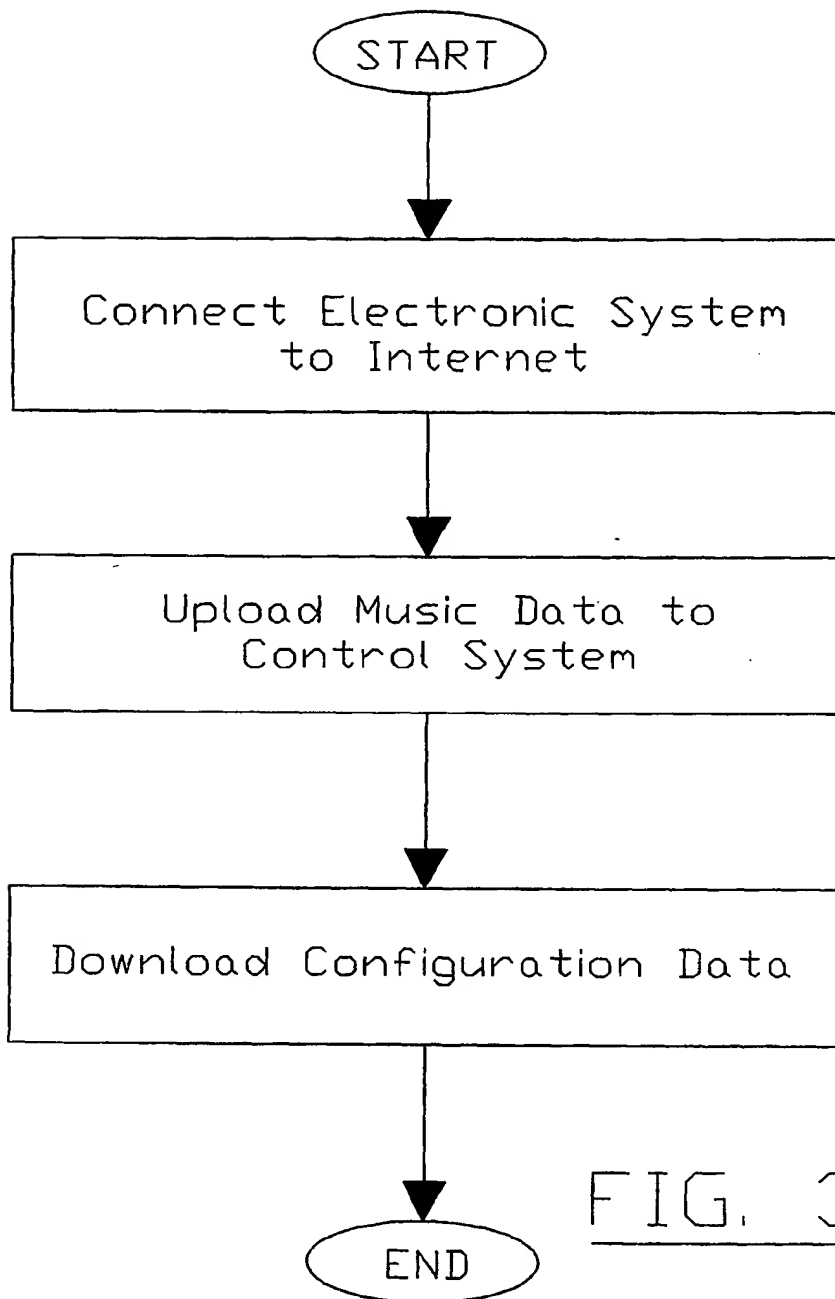 START
Connect Electronic System
to Internet
Upload Music Data to
Control System
Download Configuration Data
FIG.
END